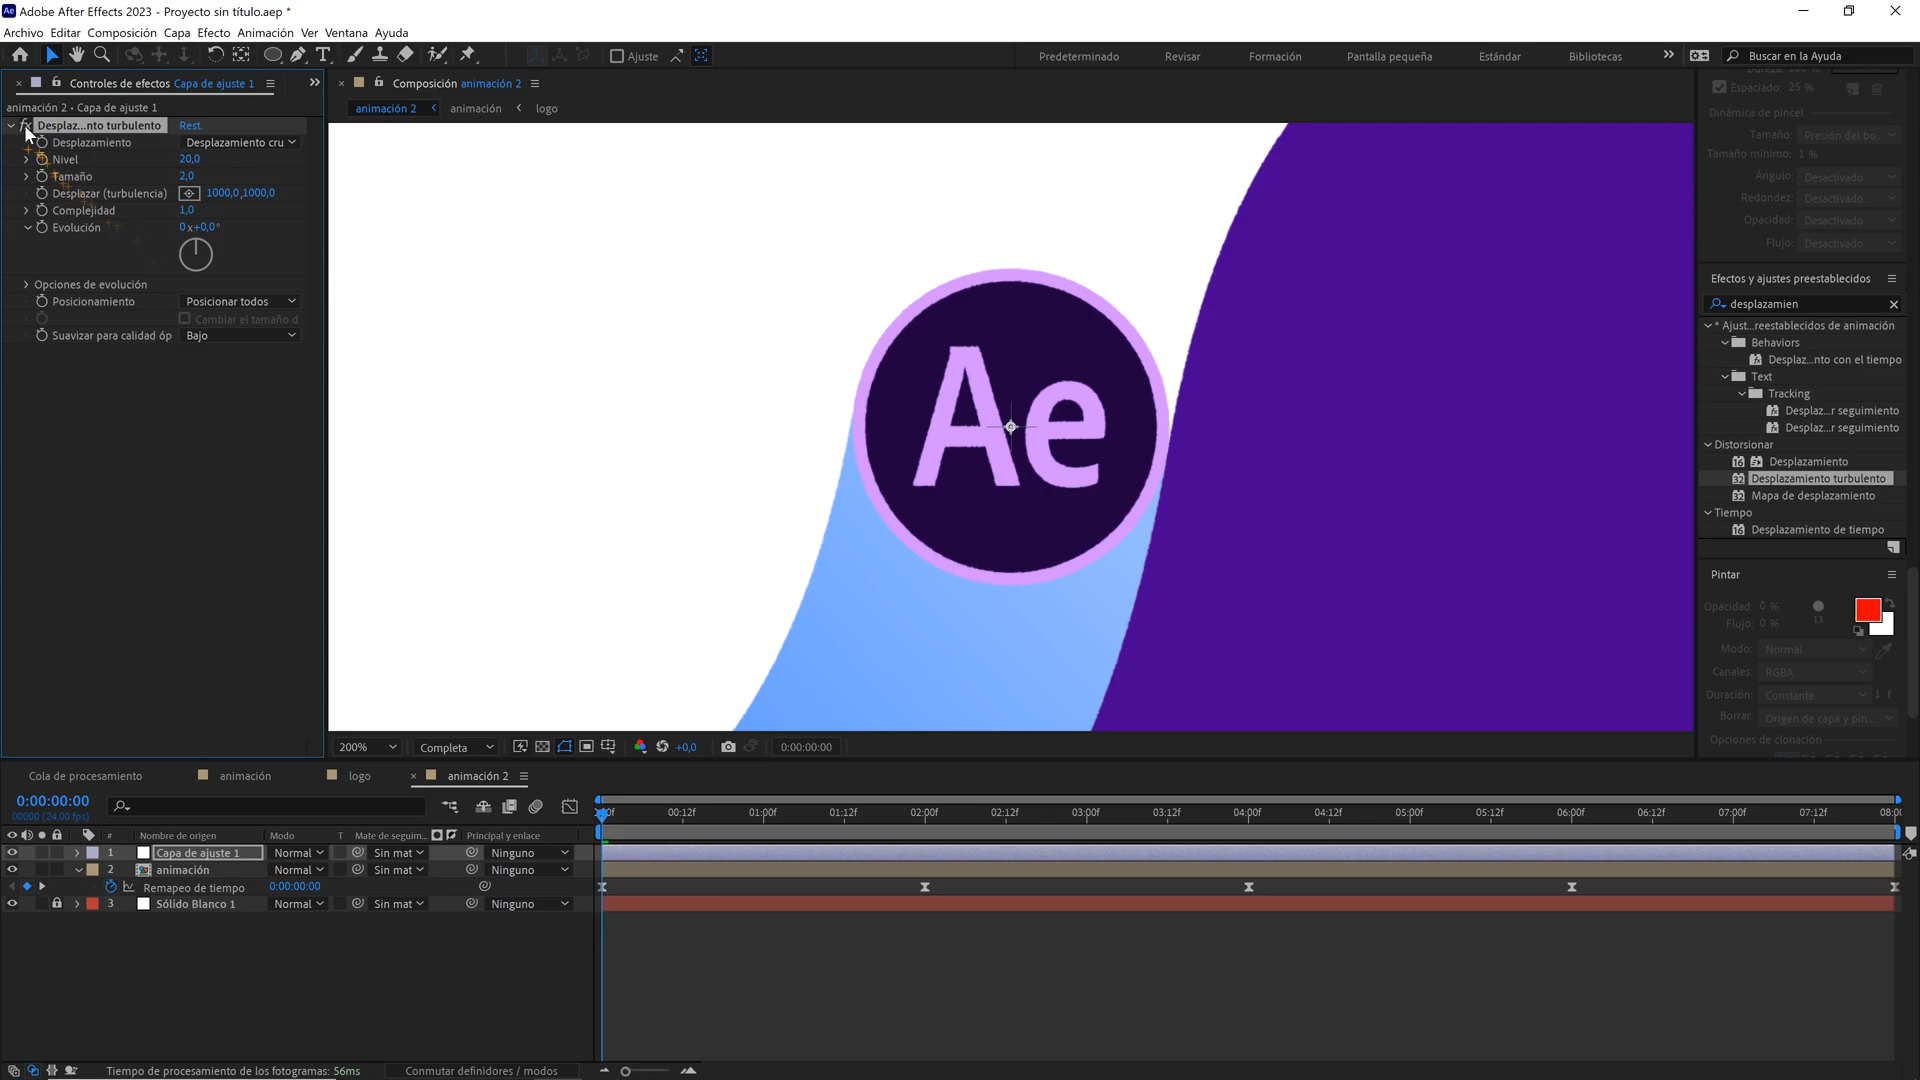 Adobe After Effects 2023 - Proyecto sin título.aep *
Archivo Editar Composición Capa Efecto Animación Ver Ventana Ayuda
Ajuste
Predeterminado Revisar Formación Pantalla pequeña Estándar Bibliotecas
Buscar en la Ayuda
Controles de efectos Capa de ajuste 1
animación 2 • Capa de ajuste 1
Desplaz...nto turbulento Rest.
Desplazamiento Desplazamiento cru
Nivel 20,0
Tamaño 2,0
Desplazar (turbulencia) 1000,0,1000,0
Complejidad 1,0
Evolución 0x+0,0°
Opciones de evolución
Posicionamiento Posicionar todos
Cambiar el tamaño d
Suavizar para calidad óp Bajo
Composición animación 2
animación 2 animación logo
Ae
200% Completa +0,0 0:00:00:00
Espaciado: 25 %
Dinámica de pincel
Tamaño: Presión del bo...
Tamaño mínimo: 1 %
Ángulo: Desactivado
Redondez: Desactivado
Opacidad: Desactivado
Flujo: Desactivado
Efectos y ajustes preestablecidos
desplazamien
* Ajust...reestablecidos de animación
Behaviors
Desplaz...nto con el tiempo
Text
Tracking
Desplaz...r seguimiento
Desplaz...r seguimiento
Distorsionar
Desplazamiento
Desplazamiento turbulento
Mapa de desplazamiento
Tiempo
Desplazamiento de tiempo
Pintar
Opacidad: 0 %
Flujo: 0 %
13
Modo: Normal
Canales: RGBA
Duración: Constante 1 f
Borrar: Origen de capa y pin...
Opciones de clonación
Cola de procesamiento animación logo animación 2
0:00:00:00
00000 (24.00 fps)
00f 00:12f 01:00f 01:12f 02:00f 02:12f 03:00f 03:12f 04:00f 04:12f 05:00f 05:12f 06:00f 06:12f 07:00f 07:12f 08:00
# Nombre de origen Modo T Mate de seguim... Principal y enlace
1 Capa de ajuste 1 Normal Sin mat Ninguno
2 animación Normal Sin mat Ninguno
Remapeo de tiempo 0:00:00:00
3 Sólido Blanco 1 Normal Sin mat Ninguno
Tiempo de procesamiento de los fotogramas: 56ms Conmutar definidores / modos